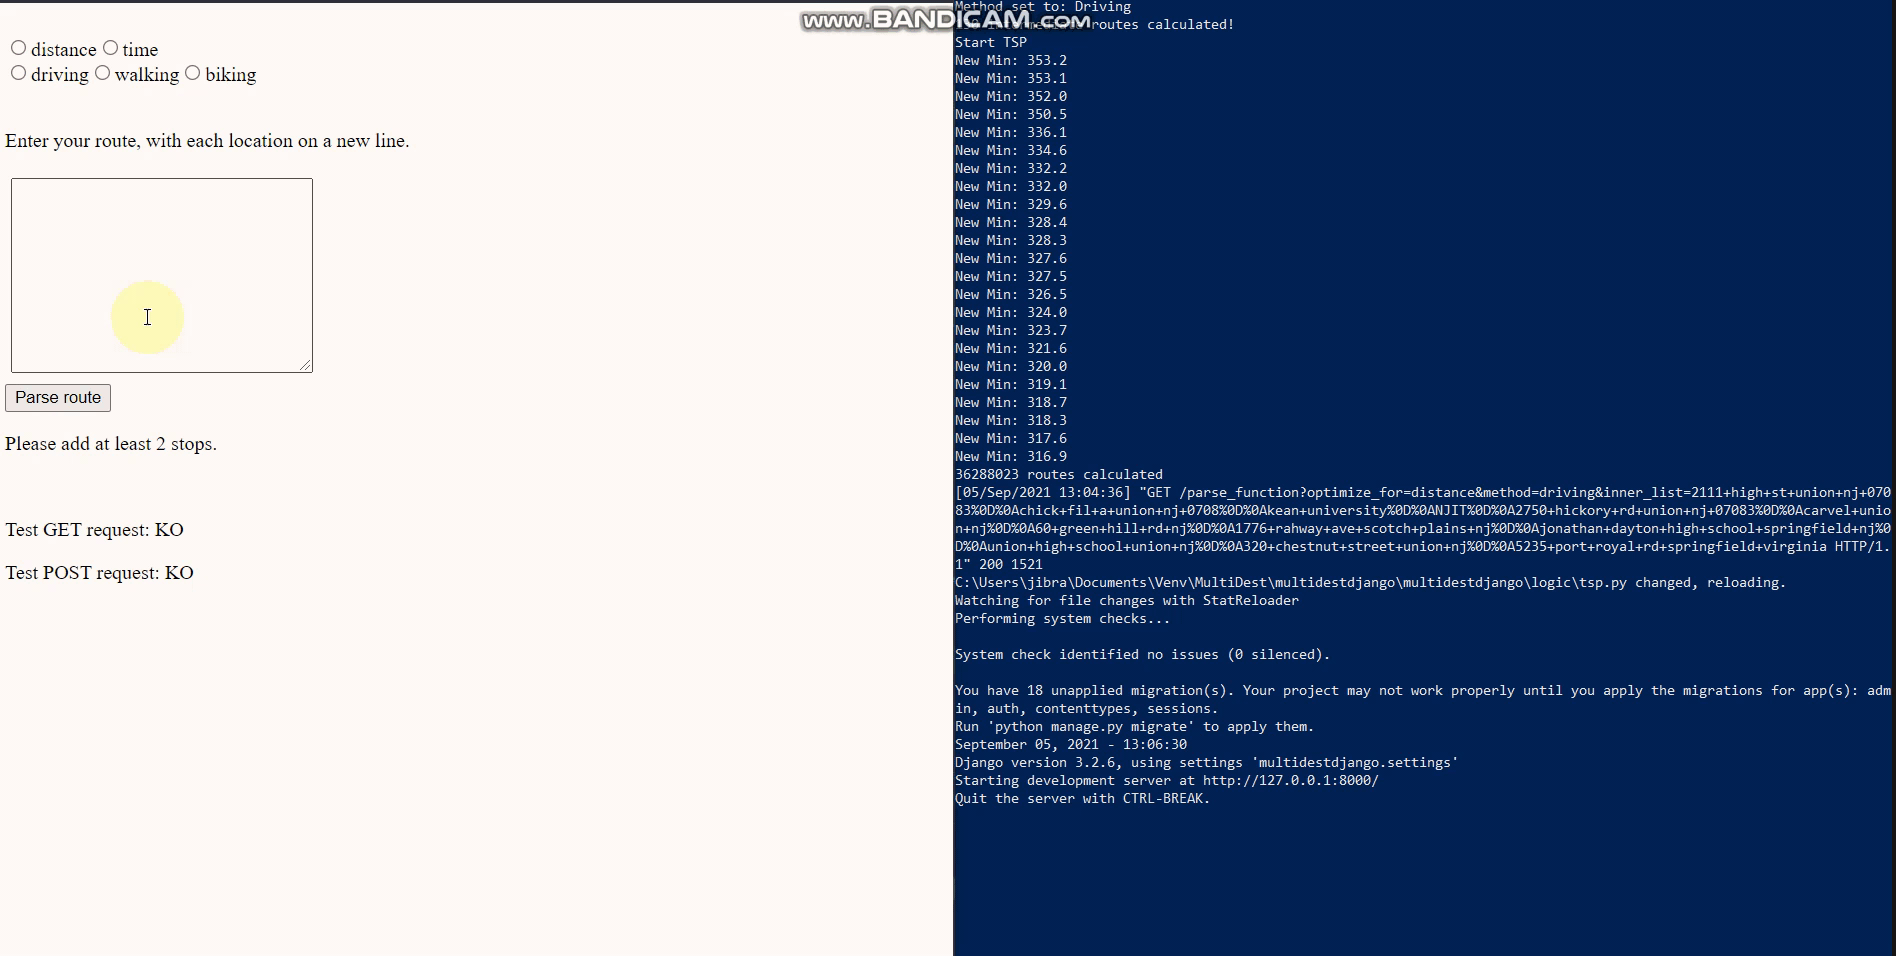 www.BANDICAM.com
distance time
driving walking biking
Enter your route, with each location on a new line.
Parse route
Please add at least 2 stops.
Test GET request: KO
Test POST request: KO
Method set to: Driving
routes calculated!
Start TSP
New Min: 353.2
New Min: 353.1
New Min: 352.0
New Min: 350.5
New Min: 336.1
New Min: 334.6
New Min: 332.2
New Min: 332.0
New Min: 329.6
New Min: 328.4
New Min: 328.3
New Min: 327.6
New Min: 327.5
New Min: 326.5
New Min: 324.0
New Min: 323.7
New Min: 321.6
New Min: 320.0
New Min: 319.1
New Min: 318.7
New Min: 318.3
New Min: 317.6
New Min: 316.9
36288023 routes calculated
[05/Sep/2021 13:04:36] "GET /parse_function?optimize_for=distance&method=driving&inner_list=2111+high+st+union+nj+070
83%0D%0Achick+fil+a+union+nj+0708%0D%0Akean+university%0D%0ANJIT%0D%0A2750+hickory+rd+union+nj+07083%0D%0Acarvel+unio
n+nj%0D%0A60+green+hill+rd+nj%0D%0A1776+rahway+ave+scotch+plains+nj%0D%0Ajonathan+dayton+high+school+springfield+nj%0
D%0Aunion+high+school+union+nj%0D%0A320+chestnut+street+union+nj%0D%0A5235+port+royal+rd+springfield+virginia HTTP/1.
1" 200 1521
C:\Users\jibra\Documents\Venv\MultiDest\multidestdjango\multidestdjango\logic\tsp.py changed, reloading.
Watching for file changes with StatReloader
Performing system checks...
System check identified no issues (0 silenced).
You have 18 unapplied migration(s). Your project may not work properly until you apply the migrations for app(s): adm
in, auth, contenttypes, sessions.
Run 'python manage.py migrate' to apply them.
September 05, 2021 - 13:06:30
Django version 3.2.6, using settings 'multidestdjango.settings'
Starting development server at http://127.0.0.1:8000/
Quit the server with CTRL-BREAK.